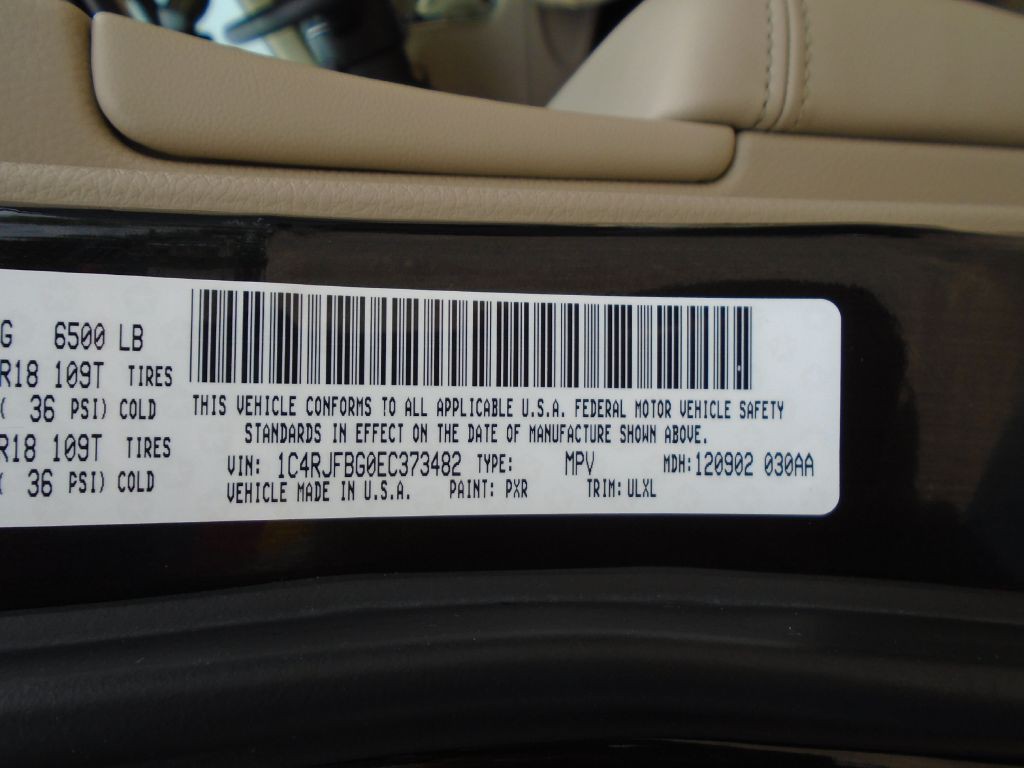 G 6500 LB
R18 109T TIRES
( 36 PSI) COLD
R18 109T TIRES
( 36 PSI) COLD
THIS VEHICLE CONFORMS TO ALL APPLICABLE U.S.A. FEDERAL MOTOR VEHICLE SAFETY
STANDARDS IN EFFECT ON THE DATE OF MANUFACTURE SHOWN ABOVE.
VIN: 1C4RJFBG0EC373482 TYPE: MPV MDH:120902 030AA
VEHICLE MADE IN U.S.A. PAINT: PXR TRIM:ULXL